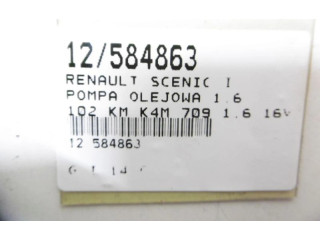 12/584863
RENAULT SCENIC I
POMPA OLEJOWA 1.6
102 KM K4M 709 1.6 16V
12 584863